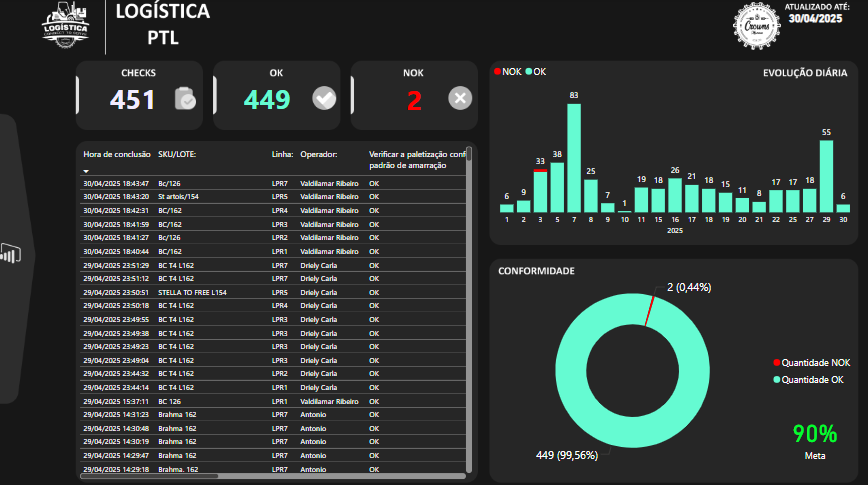 LOGÍSTICA
LOGÍSTICA
PTL
Crowns
ATUALIZADO ATÉ:
30/04/2025
CHECKS
451
OK
449
NOK
2
Hora de conclusão SKU/LOTE: Linha: Operador: Verificar a paletização conf
padrão de amarração
30/04/2025 18:43:47 Bc/126 LPR7 Valdilamar Ribeiro OK
30/04/2025 18:43:20 St artois/154 LPR5 Valdilamar Ribeiro OK
30/04/2025 18:42:31 BC/162 LPR4 Valdilamar Ribeiro OK
30/04/2025 18:41:59 BC/162 LPR3 Valdilamar Ribeiro OK
30/04/2025 18:41:27 Bc/126 LPR2 Valdilamar Ribeiro OK
30/04/2025 18:40:44 BC/162 LPR1 Valdilamar Ribeiro OK
29/04/2025 23:51:29 BC T4 L162 LPR7 Driely Carla OK
29/04/2025 23:51:12 BC T4 L162 LPR7 Driely Carla OK
29/04/2025 23:50:51 STELLA TO FREE L154 LPR5 Driely Carla OK
29/04/2025 23:50:18 BC T4 L162 LPR4 Driely Carla OK
29/04/2025 23:49:55 BC T4 L162 LPR3 Driely Carla OK
29/04/2025 23:49:38 BC T4 L162 LPR3 Driely Carla OK
29/04/2025 23:49:23 BC T4 L162 LPR3 Driely Carla OK
29/04/2025 23:49:04 BC T4 L162 LPR3 Driely Carla OK
29/04/2025 23:44:32 BC T4 L162 LPR2 Driely Carla OK
29/04/2025 23:44:14 BC T4 L162 LPR1 Driely Carla OK
29/04/2025 15:37:11 BC 126 LPR1 Valdilamar Ribeiro OK
29/04/2025 14:31:23 Brahma 162 LPR7 Antonio OK
29/04/2025 14:30:48 Brahma 162 LPR7 Antonio OK
29/04/2025 14:30:19 Brahma 162 LPR7 Antonio OK
29/04/2025 14:29:47 Brahma 162 LPR7 Antonio OK
29/04/2025 14:29:18 Brahma. 162 LPR7 Antonio OK
NOK OK
EVOLUÇÃO DIÁRIA
6 9 33 38 83 25 7 1 19 18 26 21 18 15 11 8 17 17 18 55 6
1 2 3 5 7 8 9 10 11 15 16 17 18 19 20 21 22 25 27 29 30
2025
CONFORMIDADE
2 (0,44%)
449 (99,56%)
Quantidade NOK
Quantidade OK
90%
Meta